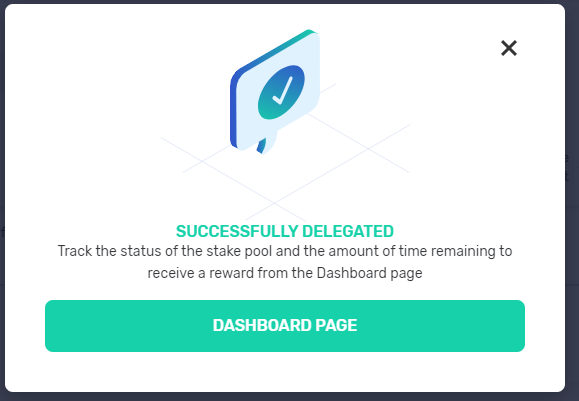 SUCCESSFULLY DELEGATED
Track the status of the stake pool and the amount of time remaining to
receive a reward from the Dashboard page
DASHBOARD PAGE